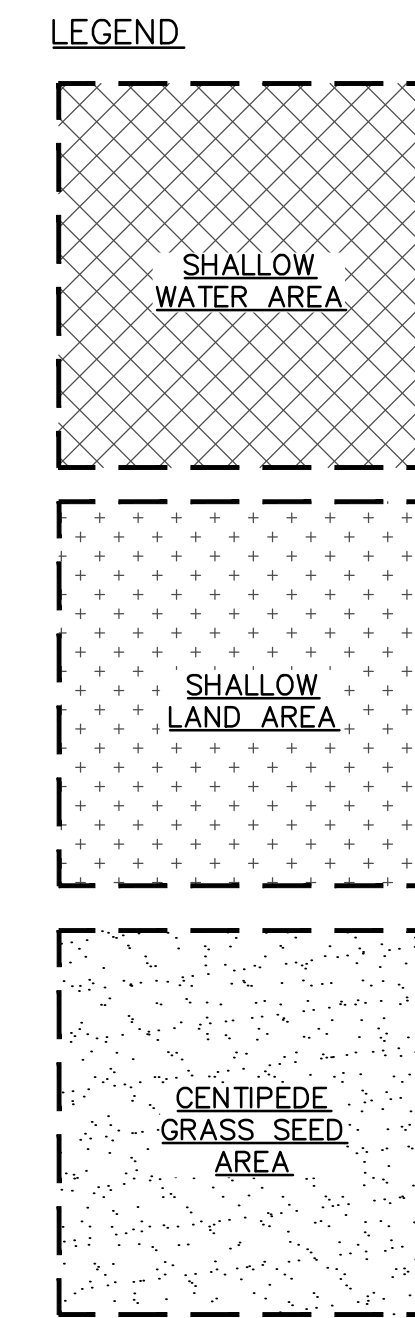 LEGEND
SHALLOW
WATER AREA
SHALLOW
LAND AREA
CENTIPEDE
GRASS SEED
AREA